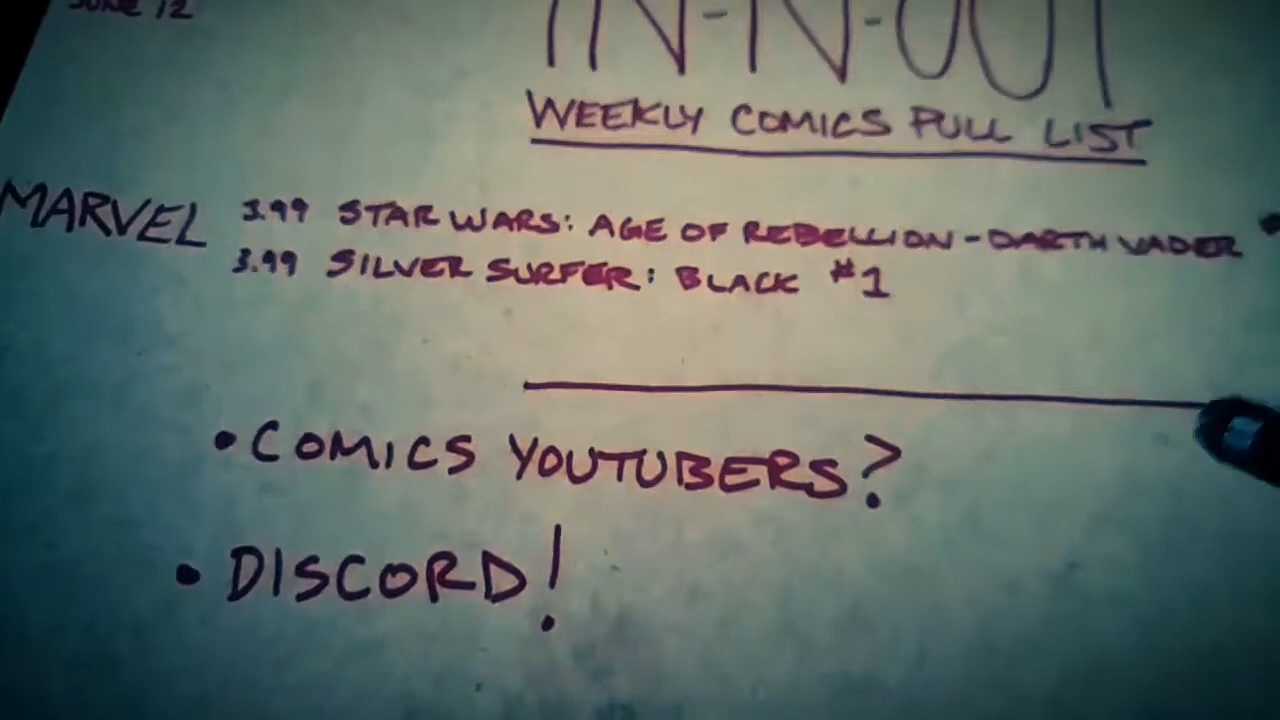 JUNE 12
IN-N-OUT
WEEKLY COMICS PULL LIST
MARVEL 3.99 STAR WARS: AGE OF REBELLION - DARTH VADER
3.99 SILVER SURFER: BLACK #1
• COMICS YOUTUBERS?
• DISCORD!